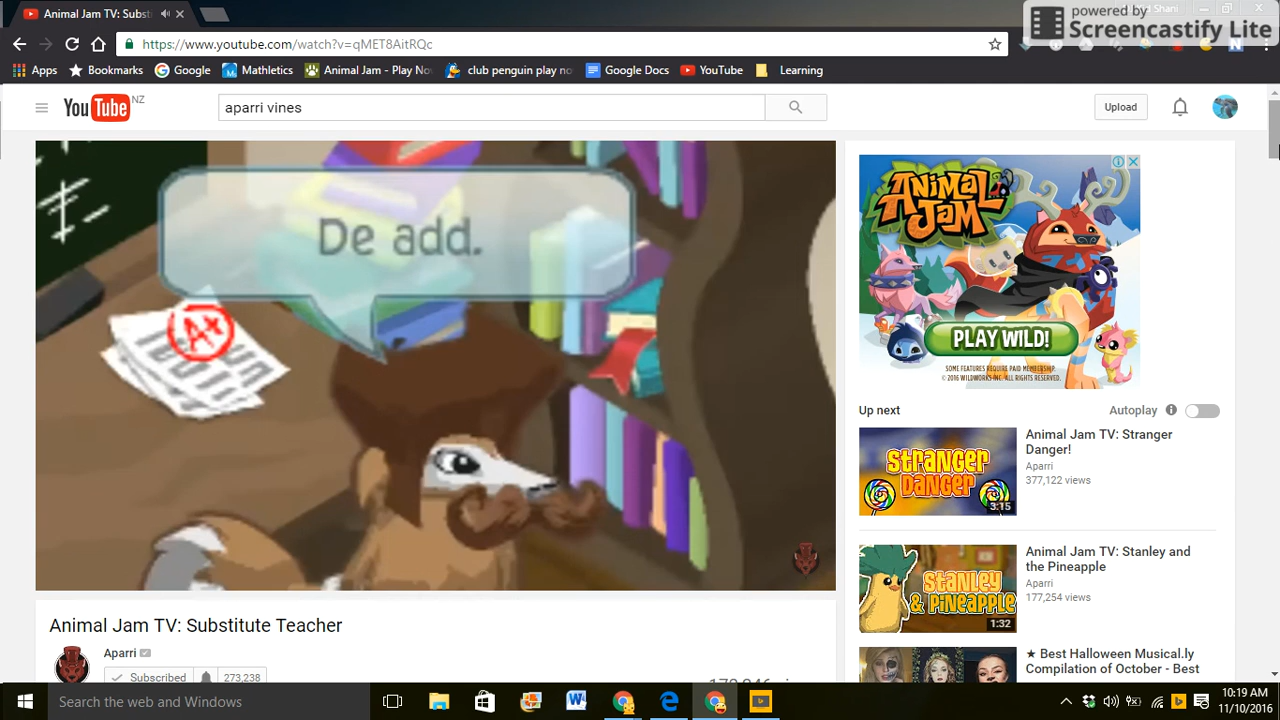 powered by
Screencastify Lite
Animal Jam TV: Subst
https://www.youtube.com/watch?v=qMET8AitRQc
Apps Bookmarks Google Mathletics Animal Jam - Play No club penguin play no Google Docs YouTube Learning
YouTube NZ
aparri vines
Upload
De add.
A+
ANIMAL JAM
PLAY WILD!
SOME FEATURES REQUIRE PAID MEMBERSHIP.
© 2016 WILDWORKS INC. ALL RIGHTS RESERVED.
Up next Autoplay
STRANGER DANGER
3:15
Animal Jam TV: Stranger
Danger!
Aparri
377,122 views
STANLEY & PINEAPPLE
1:32
Animal Jam TV: Stanley and
the Pineapple
Aparri
177,254 views
★ Best Halloween Musical.ly
Compilation of October - Best
Animal Jam TV: Substitute Teacher
Aparri
Subscribed 273,238
Search the web and Windows
10:19 AM
11/10/2016